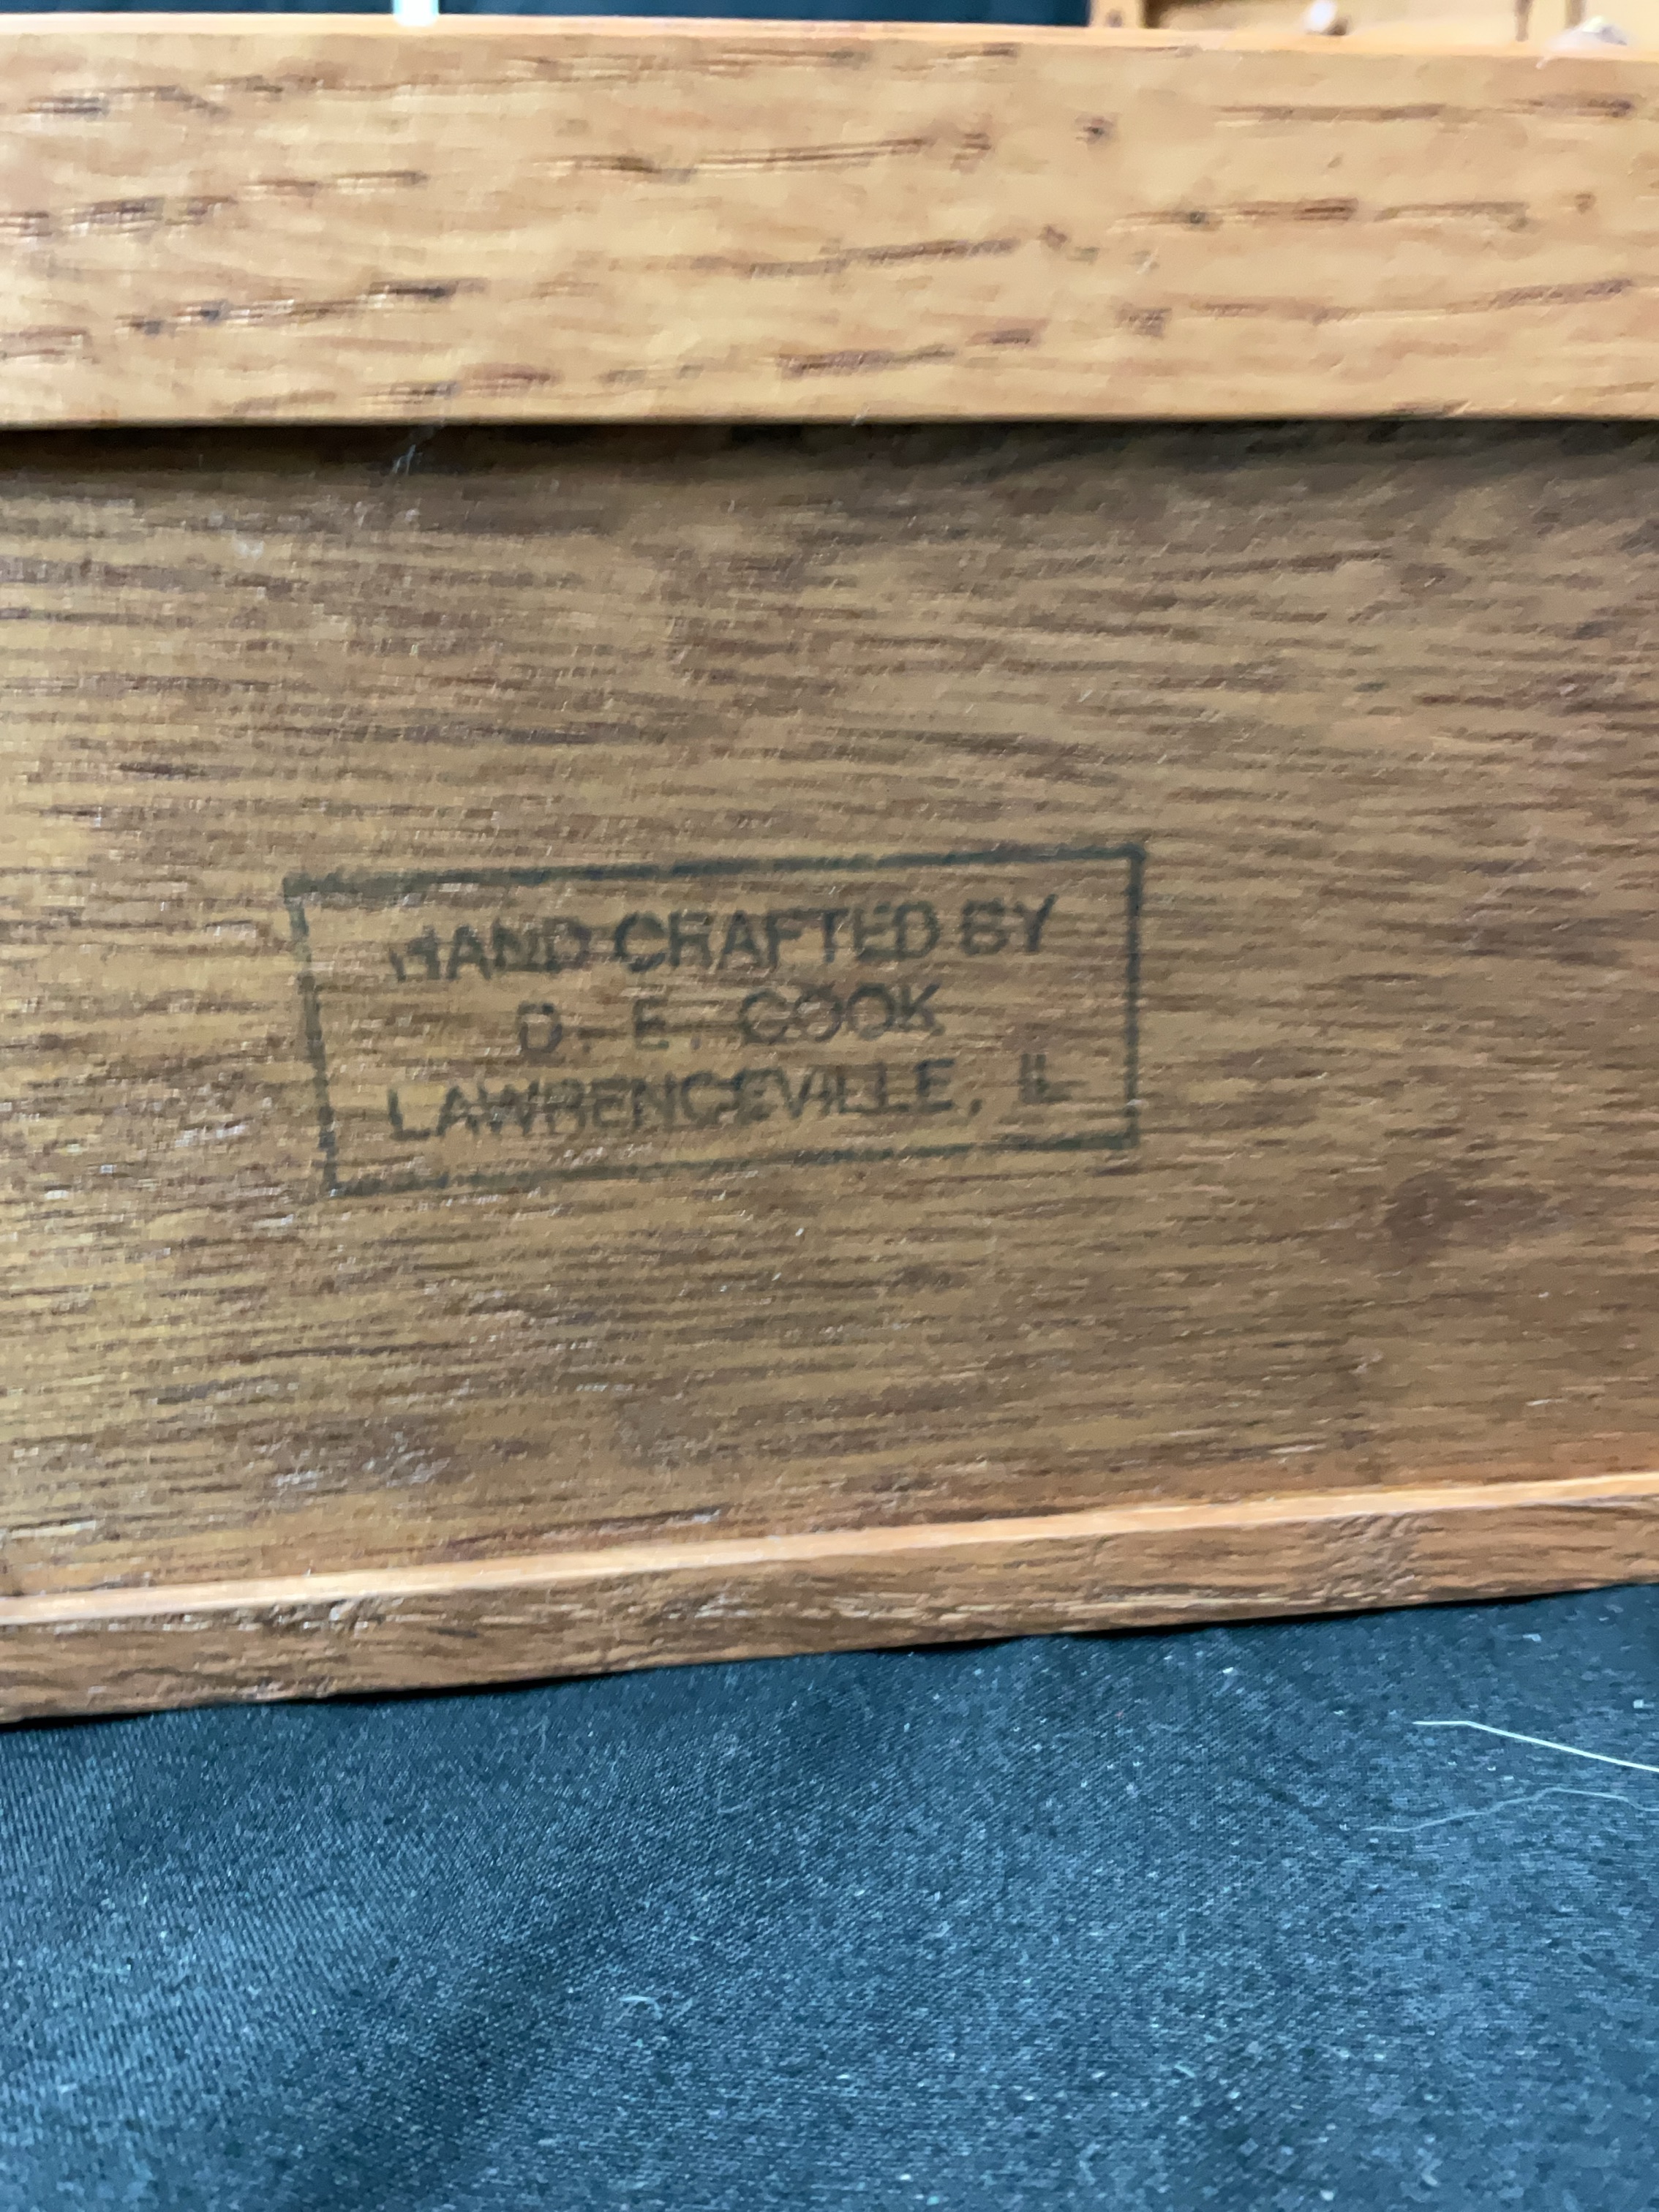 HAND CRAFTED BY
D. E. COOK
LAWRENCEVILLE, IL